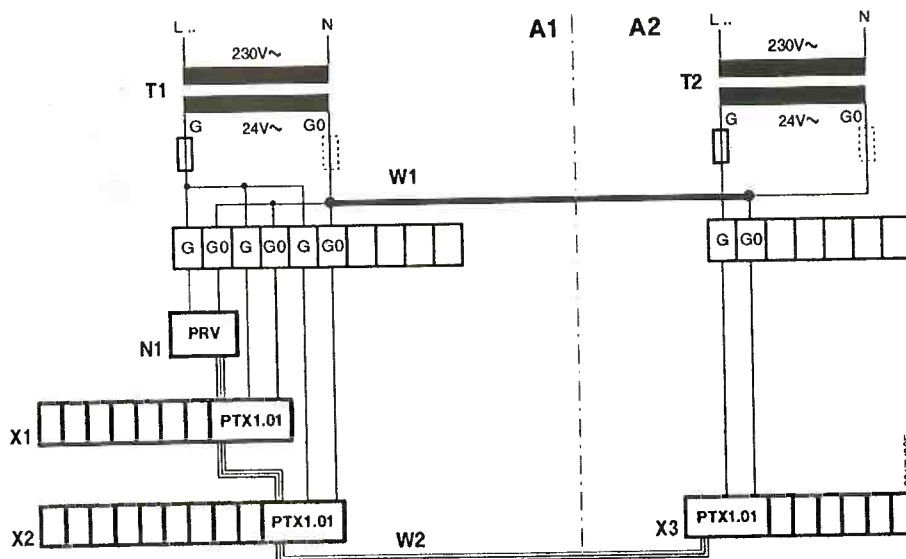 L .. N A1 A2 L .. N
230V~ 230V~
T1 T2
G 24V~ G0 G 24V~ G0
W1
G G0 G G0 G G0 G G0
PRV
N1
PTX1.01
X1
PTX1.01 PTX1.01
X2 W2 X3